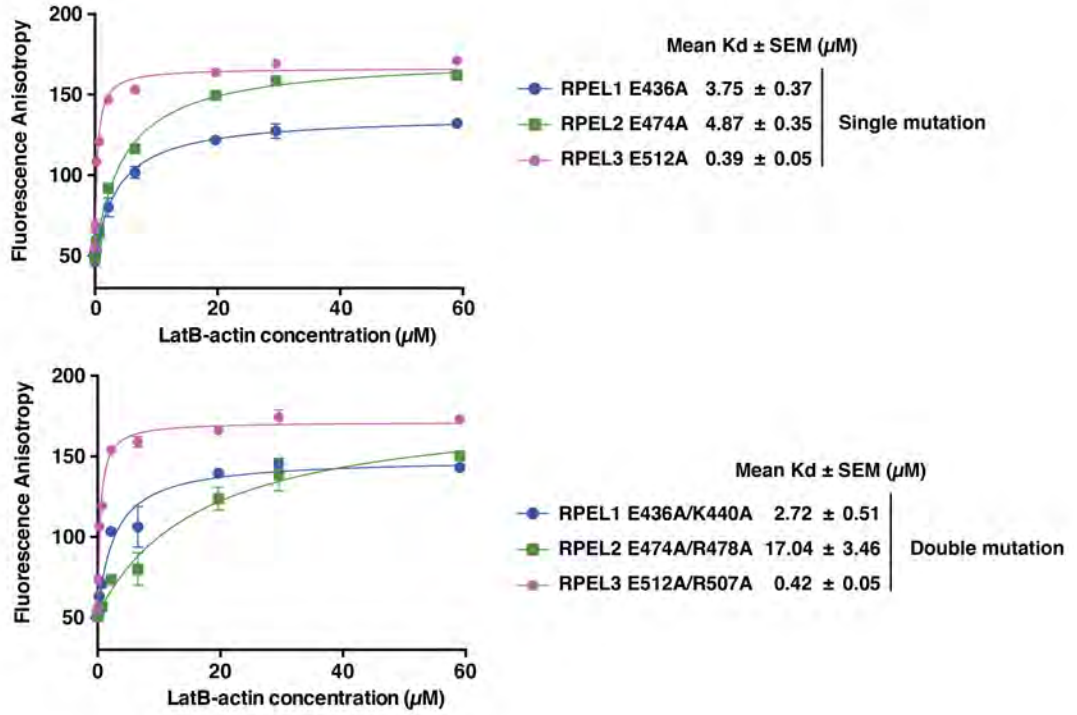 200
150
100
50
Fluorescence Anisotropy
0 20 40 60
LatB-actin concentration (µM)
Mean Kd ± SEM (µM)
RPEL1 E436A 3.75 ± 0.37
RPEL2 E474A 4.87 ± 0.35
RPEL3 E512A 0.39 ± 0.05
Single mutation
200
150
100
50
Fluorescence Anisotropy
0 20 40 60
LatB-actin concentration (µM)
Mean Kd ± SEM (µM)
RPEL1 E436A/K440A 2.72 ± 0.51
RPEL2 E474A/R478A 17.04 ± 3.46
RPEL3 E512A/R507A 0.42 ± 0.05
Double mutation